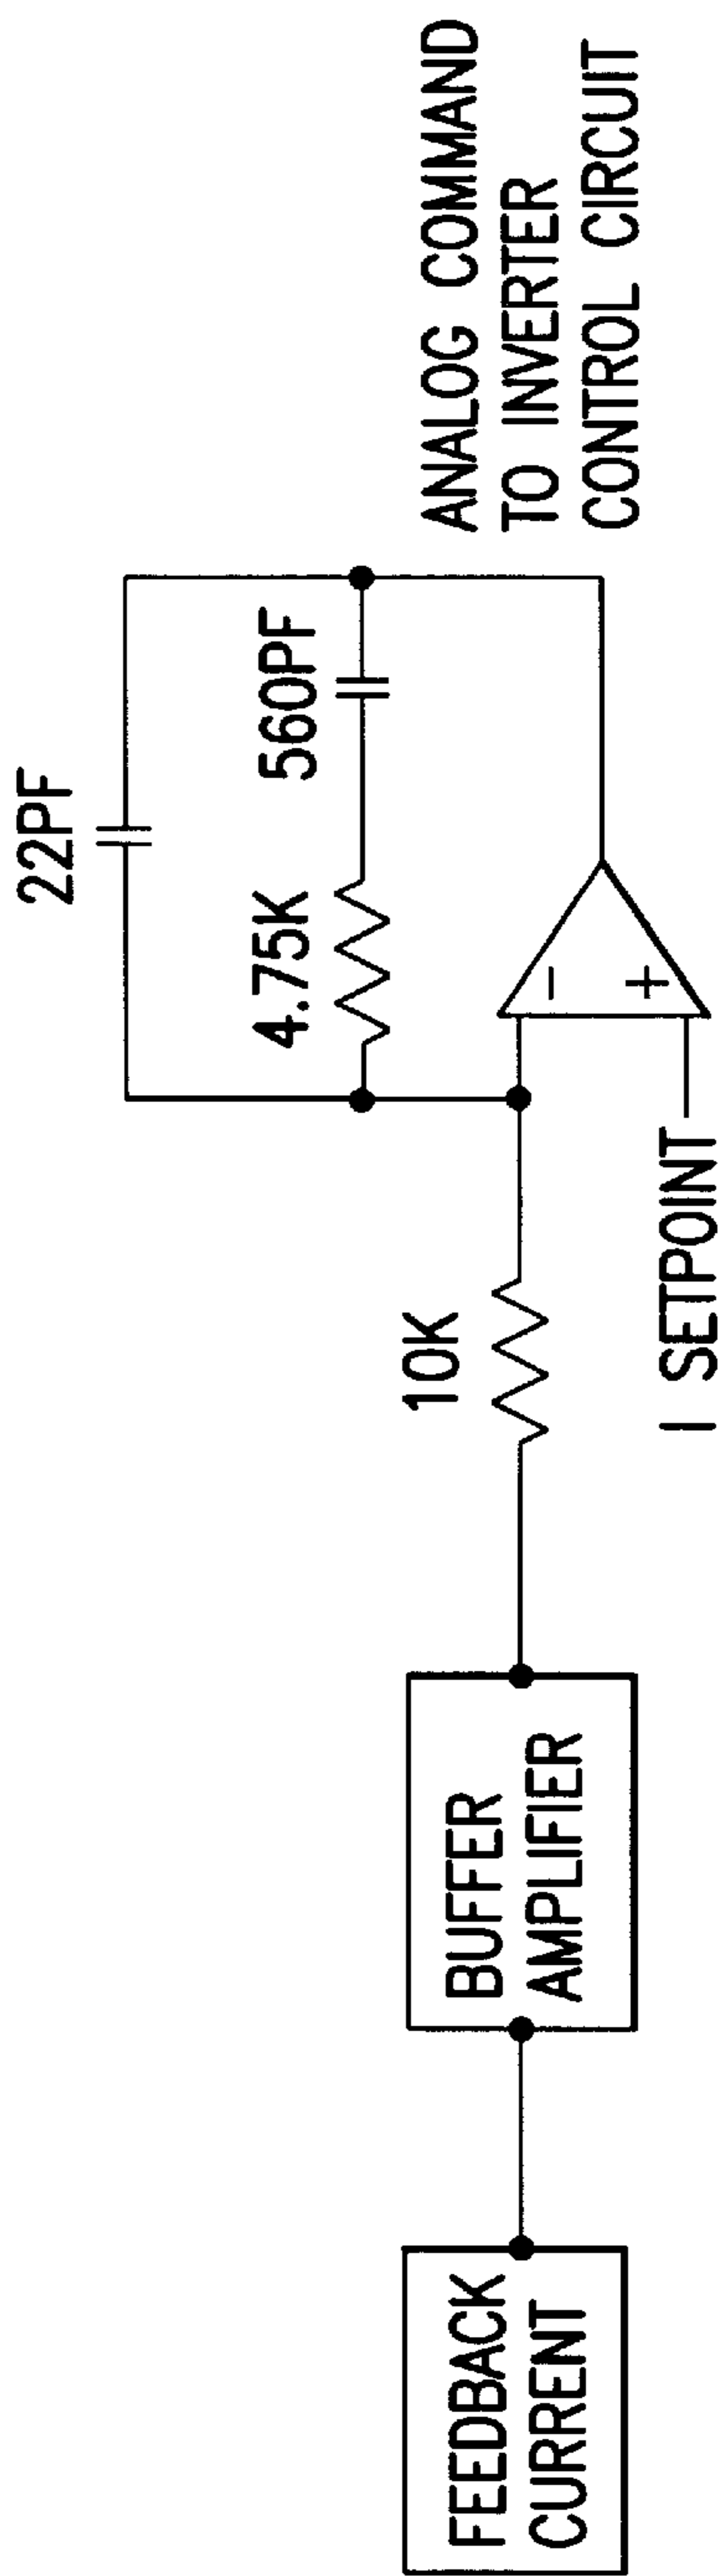 FEEDBACK
CURRENT
BUFFER
AMPLIFIER
10K
I SETPOINT
22PF
4.75K
560PF
−
+
ANALOG COMMAND
TO INVERTER
CONTROL CIRCUIT